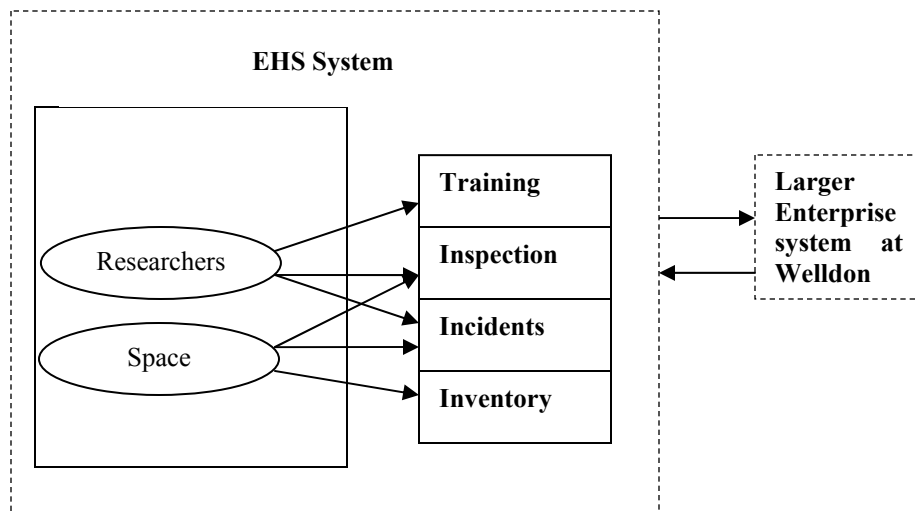 EHS System
Researchers
Space
Training
Inspection
Incidents
Inventory
Larger
Enterprise
system at
Welldon